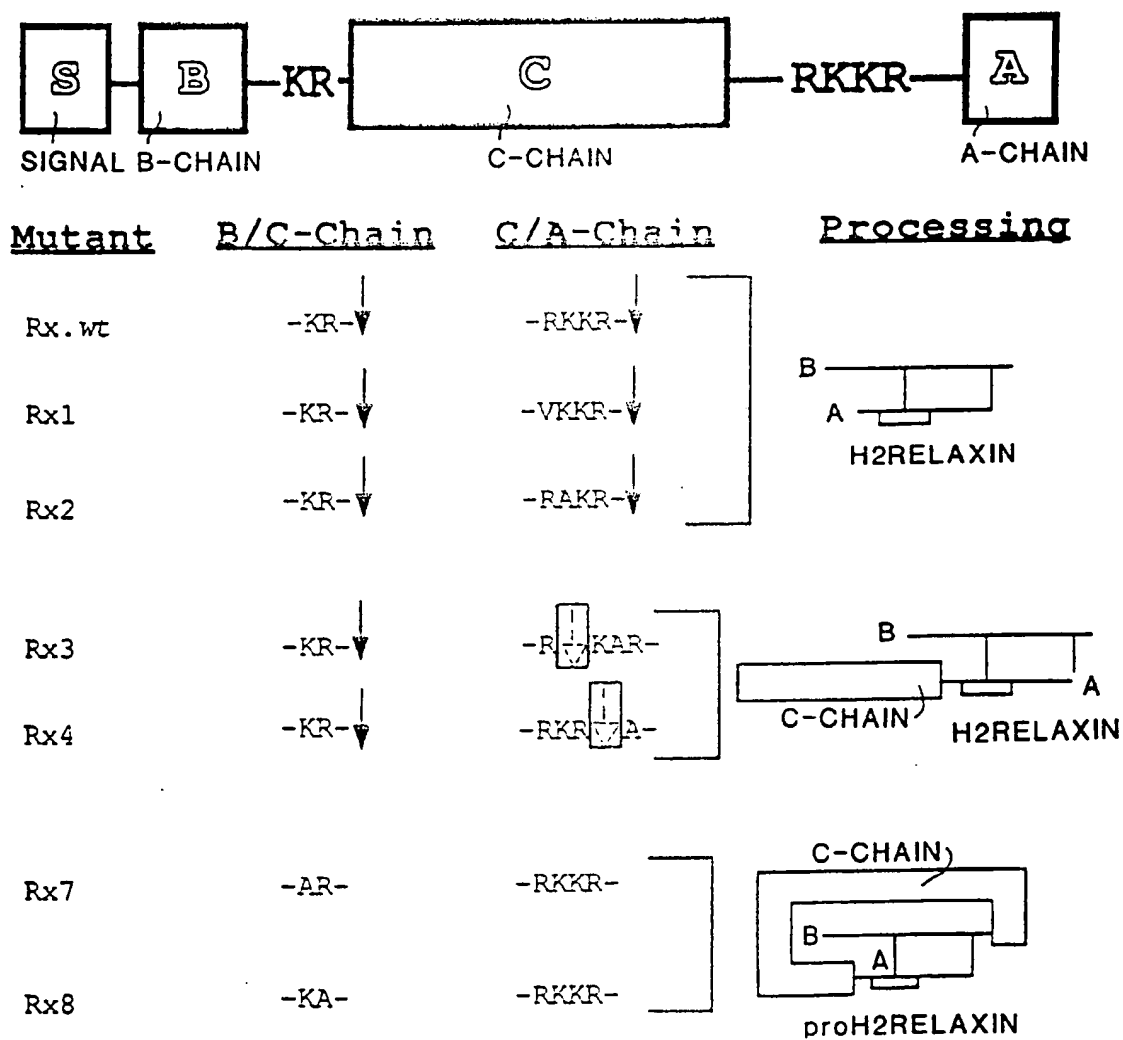 S B KR C RKKR A
SIGNAL B-CHAIN C-CHAIN A-CHAIN
Mutant B/C-Chain C/A-Chain Processing
Rx.wt -KR- -RKKR-
Rx1 -KR- -VKKR-
Rx2 -KR- -RAKR-
B
A
H2RELAXIN
Rx3 -KR- -R KAR-
Rx4 -KR- -RKR A-
B
A
C-CHAIN
H2RELAXIN
Rx7 -AR- -RKKR-
Rx8 -KA- -RKKR-
C-CHAIN
B
A
proH2RELAXIN